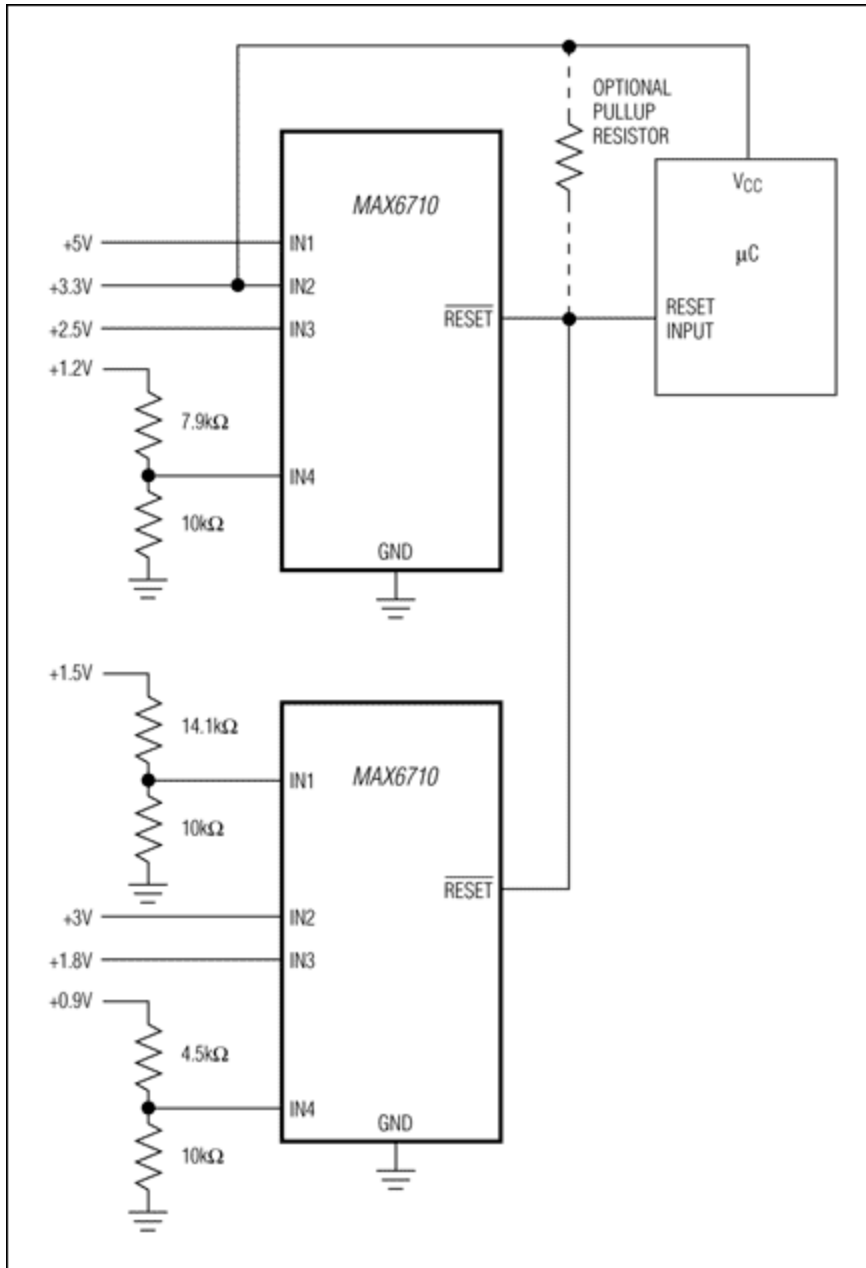 OPTIONAL
PULLUP
RESISTOR
MAX6710
VCC
μC
RESET
INPUT
+5V
IN1
+3.3V
IN2
+2.5V
IN3
RESET
+1.2V
7.9kΩ
IN4
10kΩ
GND
+1.5V
14.1kΩ
MAX6710
IN1
10kΩ
RESET
+3V
IN2
+1.8V
IN3
+0.9V
4.5kΩ
IN4
GND
10kΩ